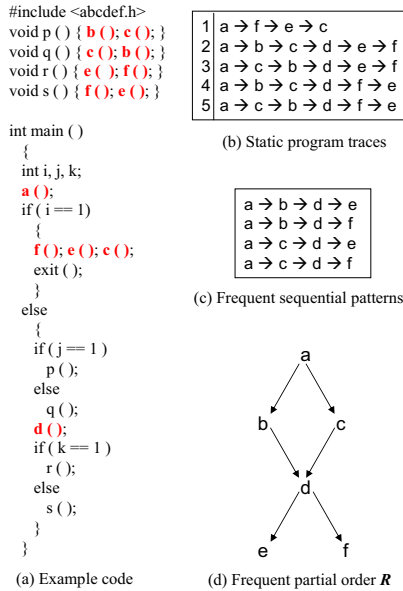 #include <abcdef.h>
void p ( ) { b ( ); c ( ); }
void q ( ) { c ( ); b ( ); }
void r ( ) { e ( ); f ( ); }
void s ( ) { f ( ); e ( ); }
int main ( )
{
int i, j, k;
a ( );
if ( i == 1)
{
f ( ); e ( ); c ( );
exit ( );
}
else
{
if ( j == 1 )
p ( );
else
q ( );
d ( );
if ( k == 1 )
r ( );
else
s ( );
}
}
(a) Example code
1 a → f → e → c
2 a → b → c → d → e → f
3 a → c → b → d → e → f
4 a → b → c → d → f → e
5 a → c → b → d → f → e
(b) Static program traces
a → b → d → e
a → b → d → f
a → c → d → e
a → c → d → f
(c) Frequent sequential patterns
a
b c
d
e f
(d) Frequent partial order R